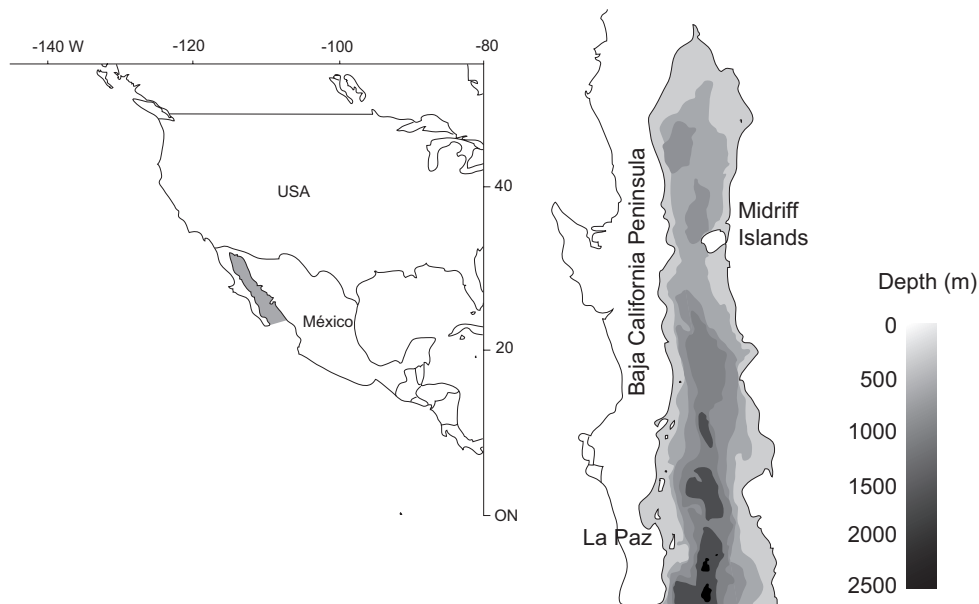 -140 W
-120
-100
-80
40
USA
México
20
ON
Baja California Peninsula
Midriff
Islands
La Paz
Depth (m)
0
500
1000
1500
2000
2500